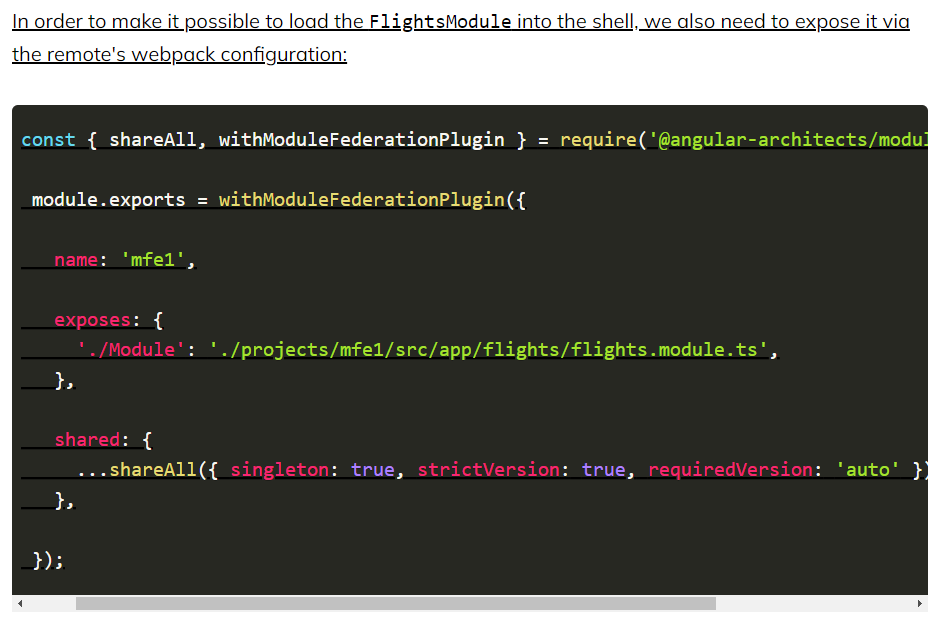 In order to make it possible to load the FlightsModule into the shell, we also need to expose it via
the remote's webpack configuration:
const { shareAll, withModuleFederationPlugin } = require('@angular-architects/modul
module.exports = withModuleFederationPlugin({
name: 'mfe1',
exposes: {
'./Module': './projects/mfe1/src/app/flights/flights.module.ts',
},
shared: {
...shareAll({ singleton: true, strictVersion: true, requiredVersion: 'auto' })
},
});